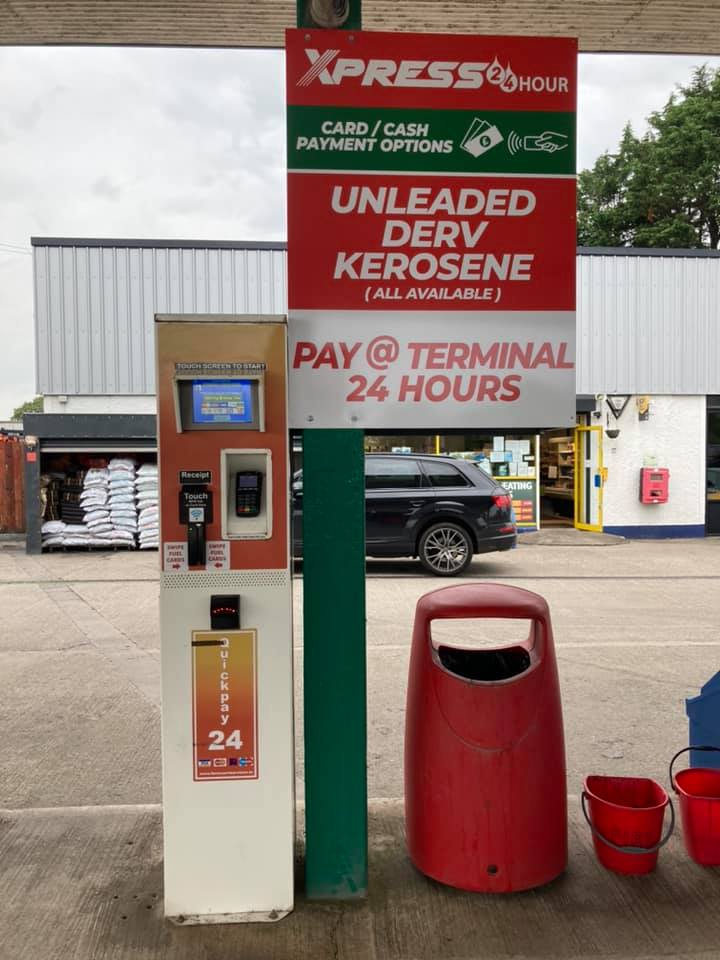 XPRESS 24 HOUR
CARD / CASH
PAYMENT OPTIONS
UNLEADED
DERV
KEROSENE
( ALL AVAILABLE )
PAY @ TERMINAL
24 HOURS
TOUCH SCREEN TO START
Receipt
Touch
SWIPE FUEL CARDS
SWIPE FUEL CARDS
Quickpay
24
EATING